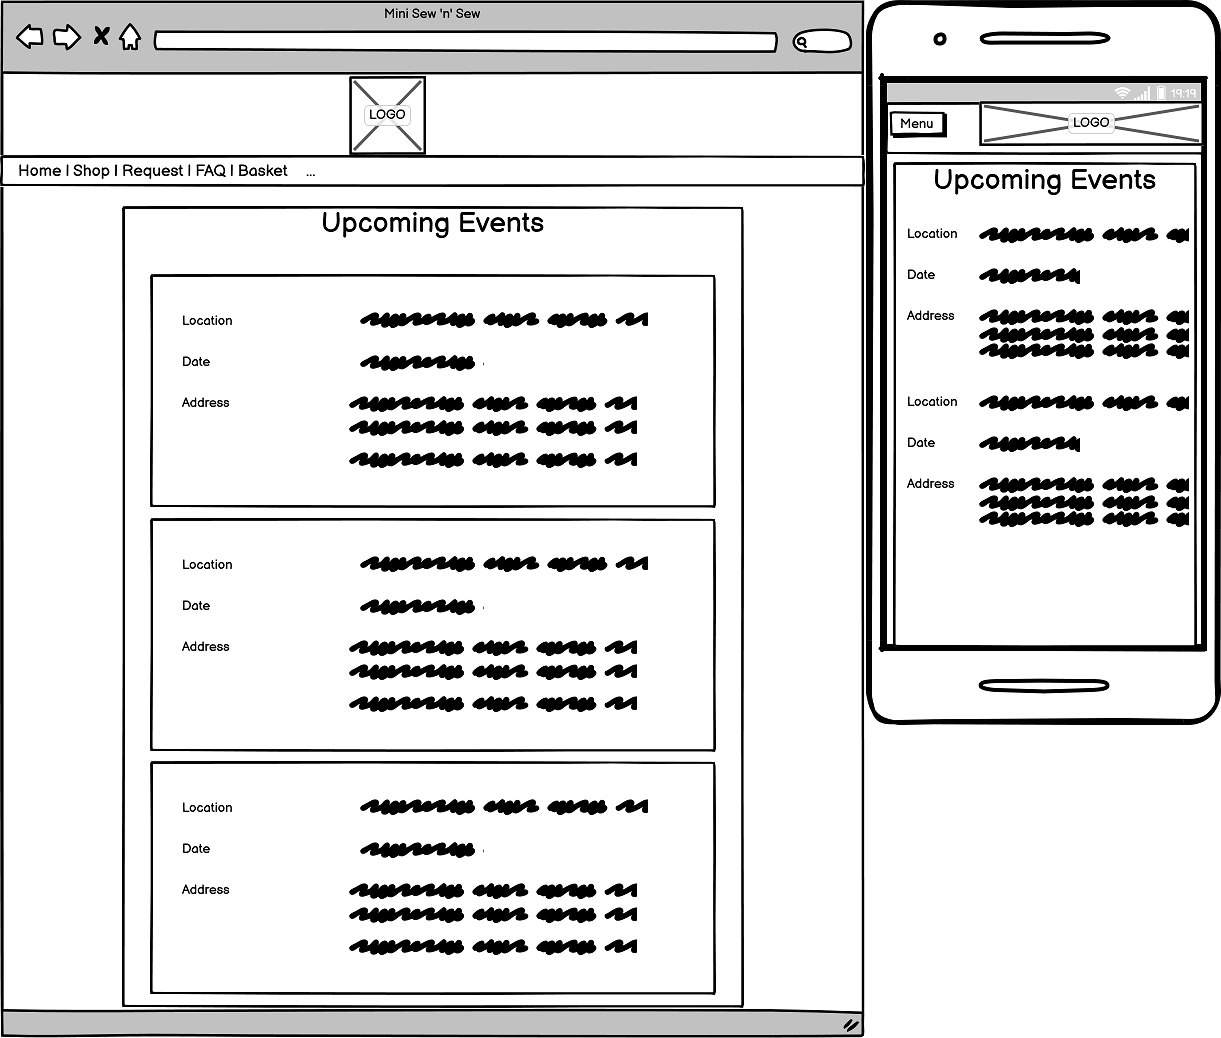 Mini Sew 'n' Sew
LOGO
Home | Shop | Request | FAQ | Basket ...
Upcoming Events
Location
Date
Address
Location
Date
Address
Location
Date
Address
19:19
Menu
LOGO
Upcoming Events
Location
Date
Address
Location
Date
Address